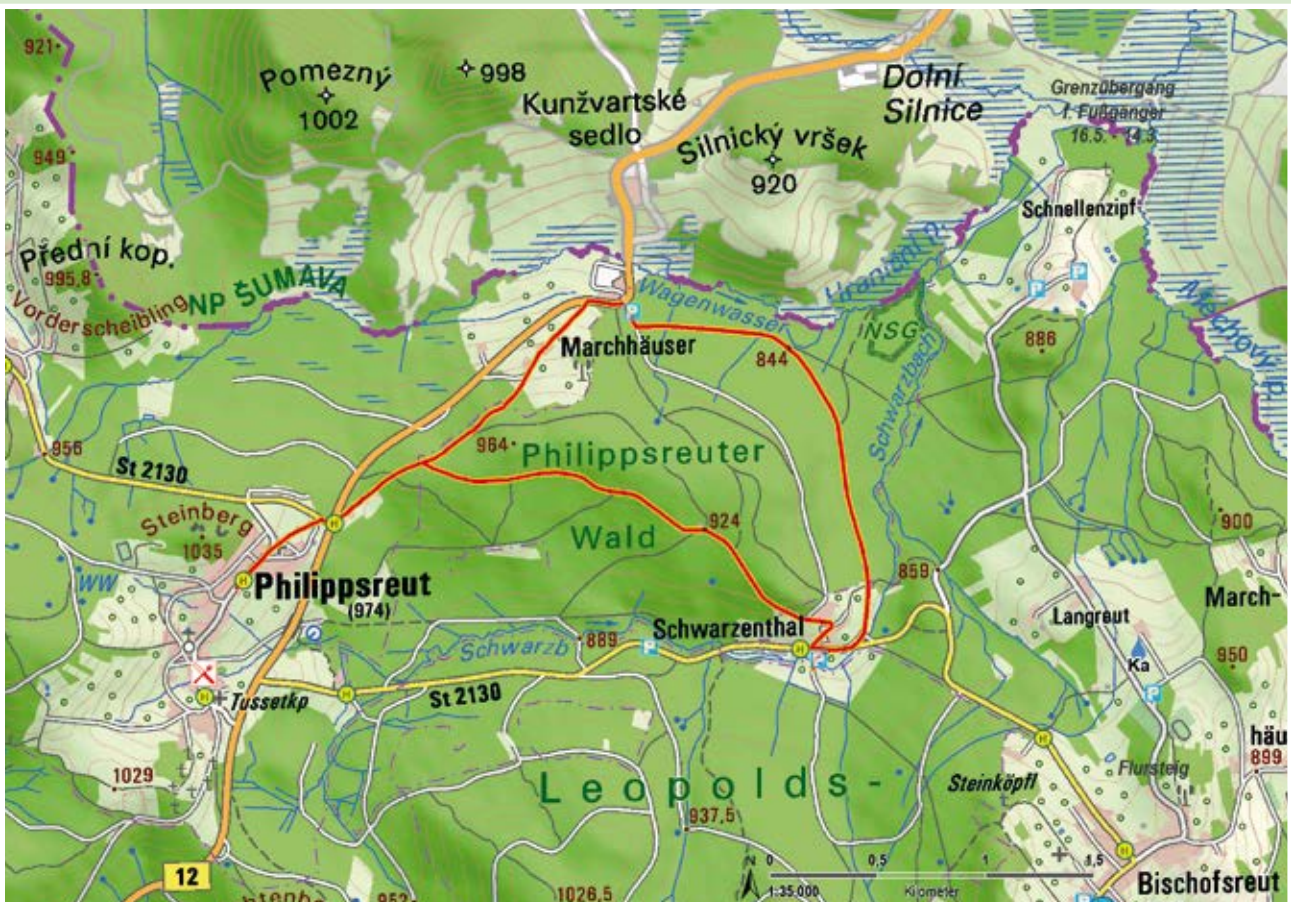 921
Pomezný
1002
998
Kunžvartské
sedlo
Dolní
Silnice
Grenzübergang
f. Fußgänger
16.5. - 14.3.
949
Silnický vršek
920
Schnellenzipf
P
P
Přední kop.
995,8
Vorderscheibling
NP ŠUMAVA
Wagenwasser
Hraniční p.
Mechový p.
P
Marchhäuser
844
NSG
886
Schwarzbach
964
Philippsreuter
956
St 2130
924
Wald
900
Steinberg
1035
H
H
WW
Philippsreut
(974)
859
Langreut
March-
Schwarzenthal
889
P
H
P
Schwarzb
Ka
950
P
H
Tussetkp
H
St 2130
H
häu
899
1029
Leopolds-
Steinköpfl
Flursteig
937,5
N
0 0,5 1 1,5
1:35.000 Kilometer
H
12
1026,5
Bischofsreut